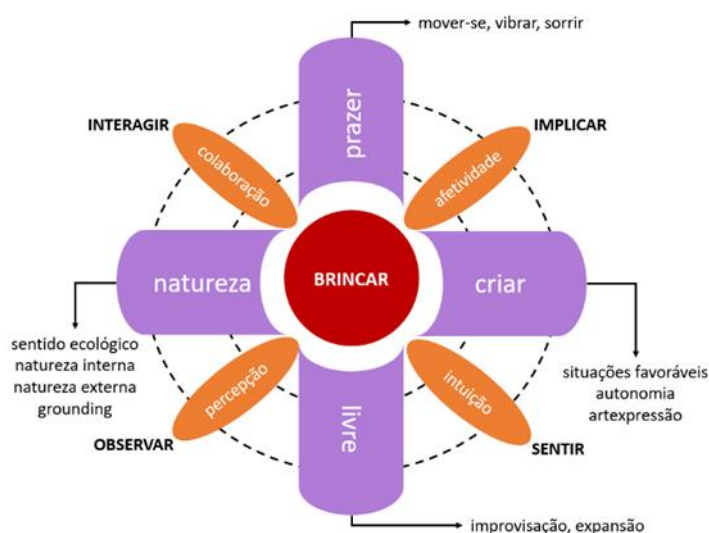 mover-se, vibrar, sorrir
prazer
INTERAGIR
IMPLICAR
colaboração
afetividade
natureza
BRINCAR
criar
sentido ecológico
natureza interna
natureza externa
grounding
situações favoráveis
autonomia
artexpressão
percepção
intuição
livre
OBSERVAR
SENTIR
improvisação, expansão